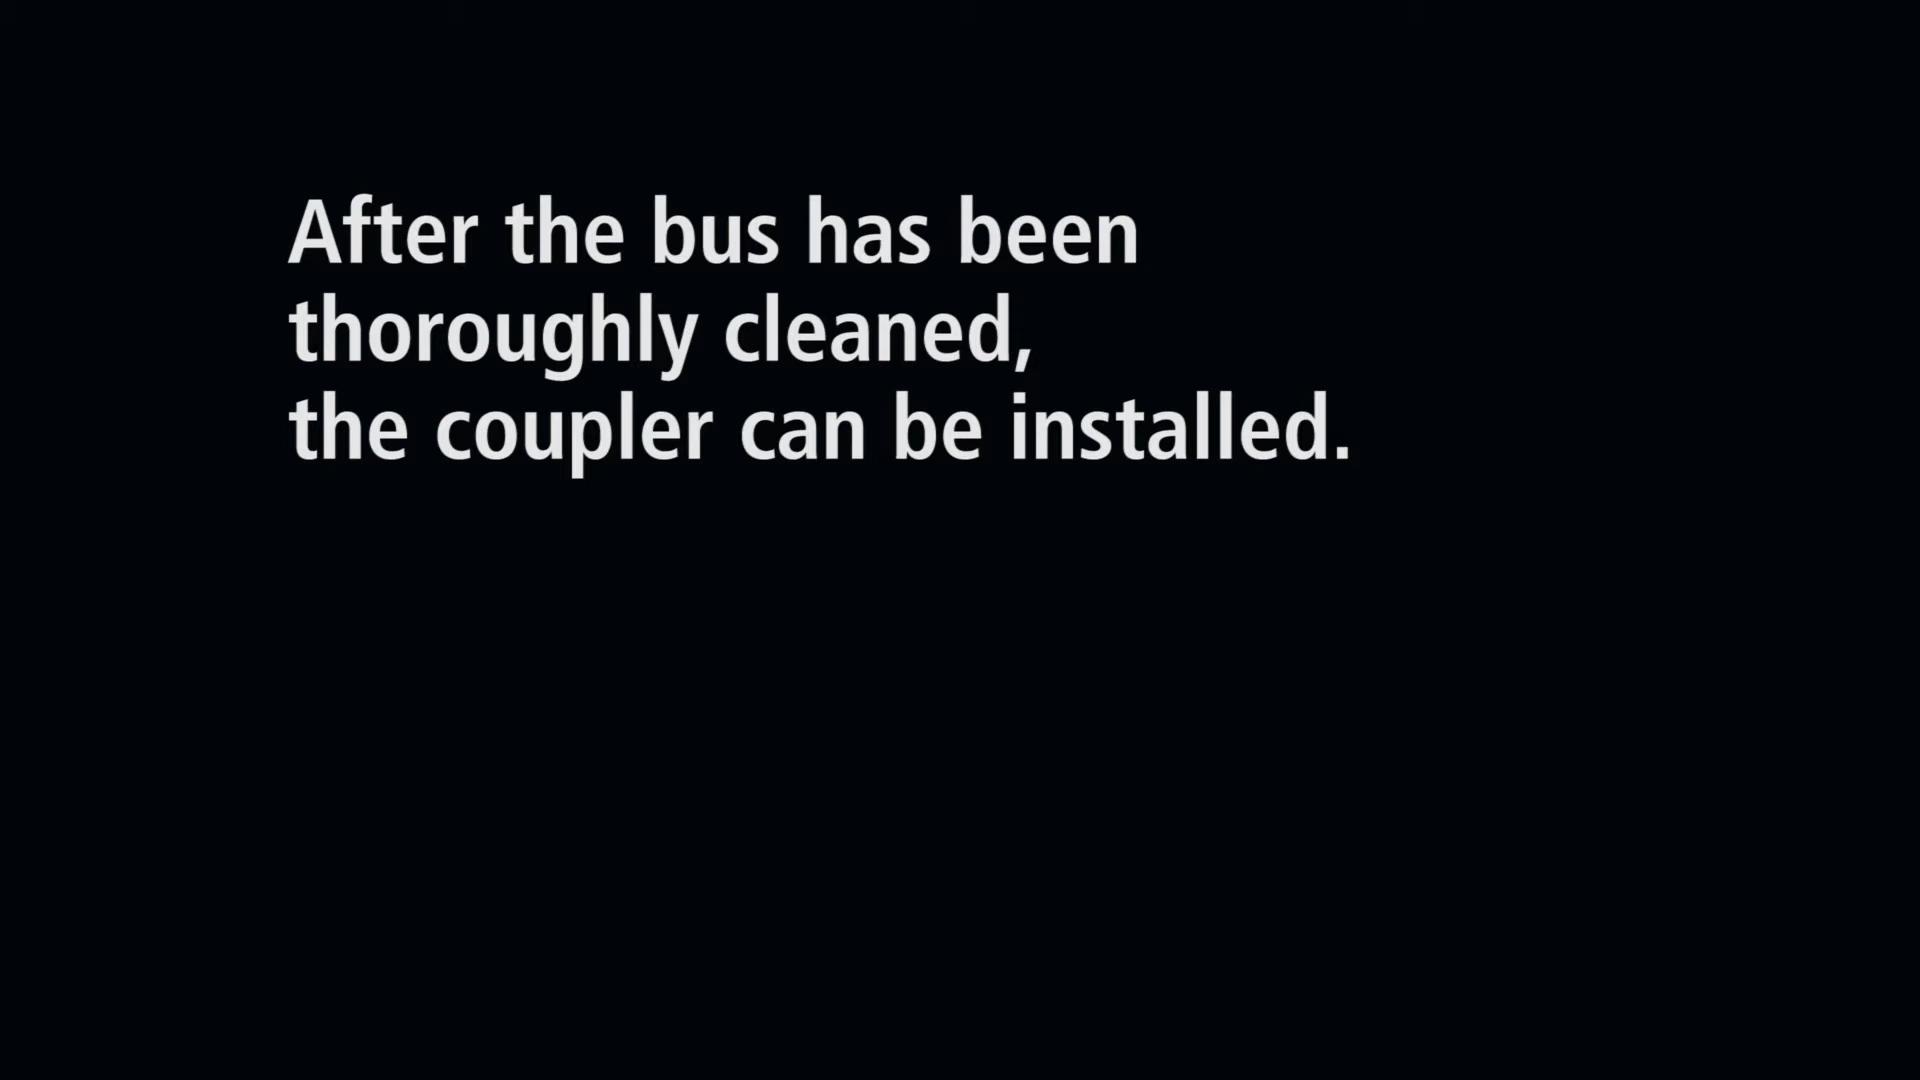 After the bus has been
thoroughly cleaned,
the coupler can be installed.